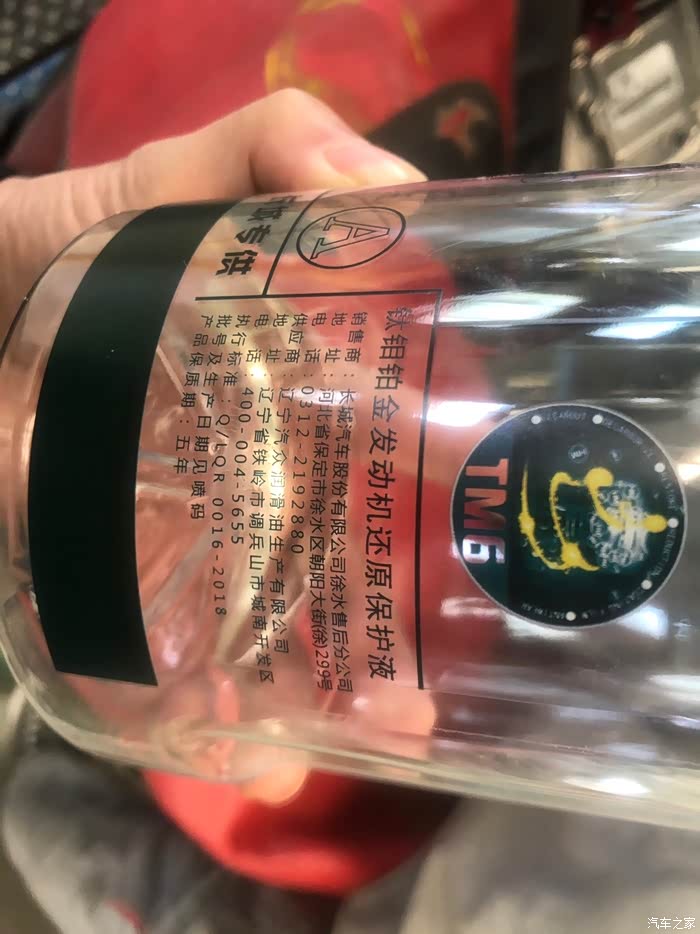 TM6
钛钼铂金发动机还原保护液
销售商:长城汽车股份有限公司徐水售后分公司
地址:河北省保定市徐水区朝阳大街(徐)299号
电话:0312-2192880
供应商:辽宁汽众润滑油生产有限公司
地址:辽宁省铁岭市调兵山市城南开发区
电话:400-004-5655
执行标准:Q/SQR 0016-2018
批号及生产日期见喷码
产品保质期:五年
A
城专供
汽车之家